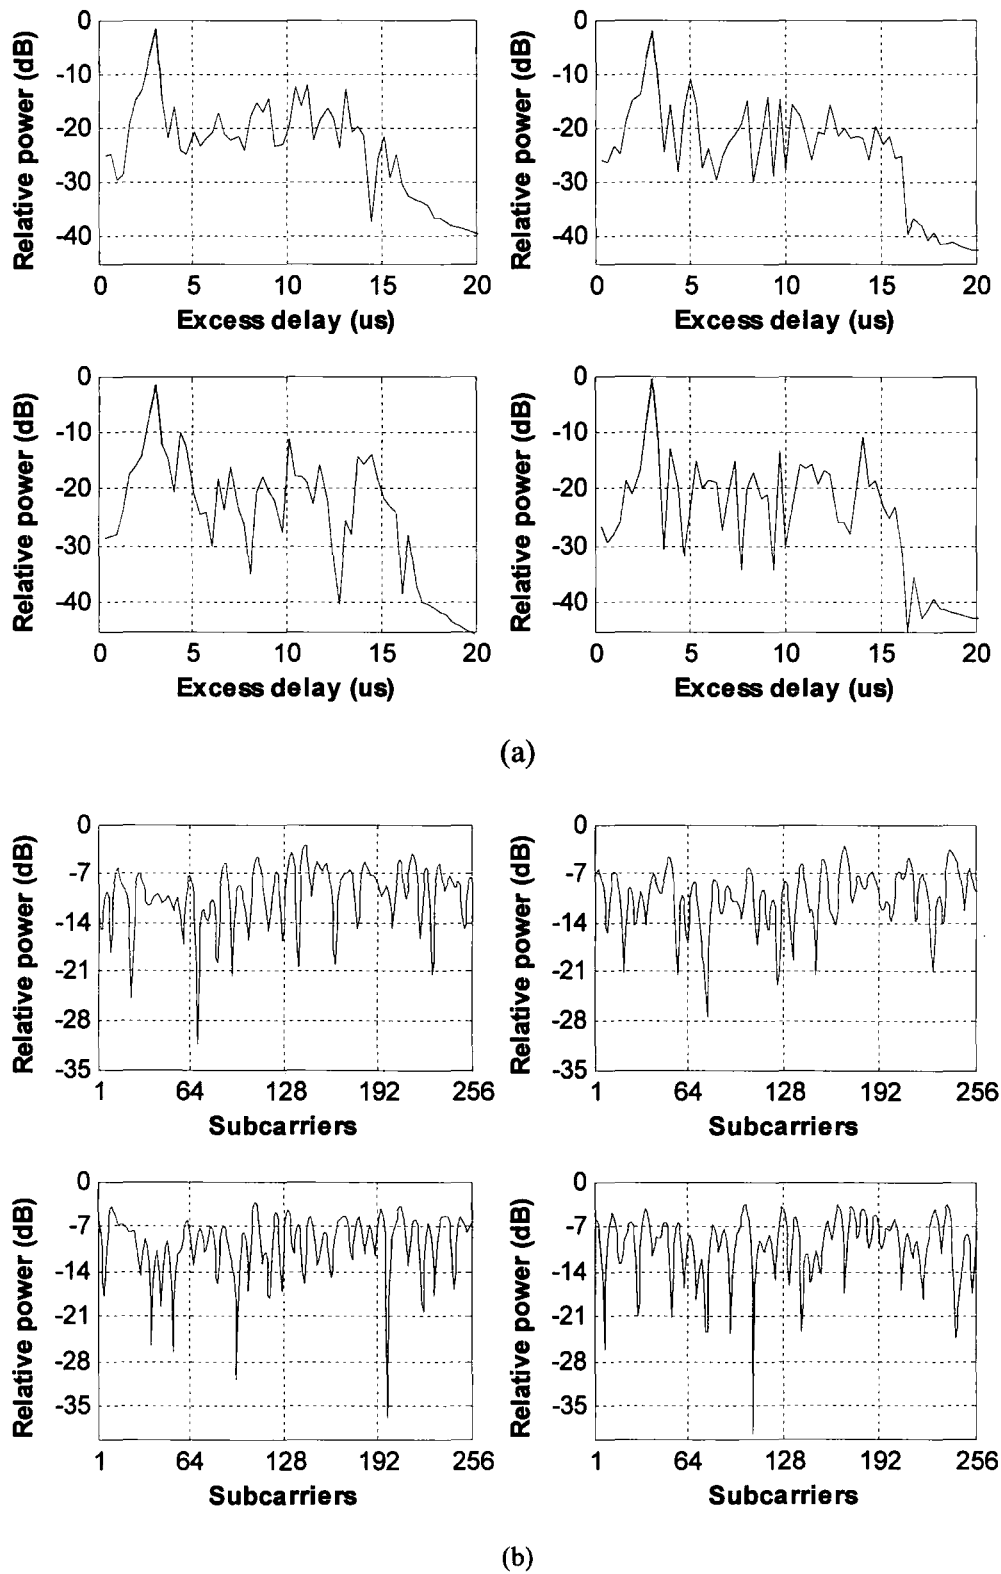 0
-10
-20
-30
-40
Relative power (dB)
0 5 10 15 20
Excess delay (us)
0
-10
-20
-30
-40
Relative power (dB)
0 5 10 15 20
Excess delay (us)
0
-10
-20
-30
-40
Relative power (dB)
0 5 10 15 20
Excess delay (us)
0
-10
-20
-30
-40
Relative power (dB)
0 5 10 15 20
Excess delay (us)
(a)
0
-7
-14
-21
-28
-35
Relative power (dB)
1 64 128 192 256
Subcarriers
0
-7
-14
-21
-28
-35
Relative power (dB)
1 64 128 192 256
Subcarriers
0
-7
-14
-21
-28
-35
Relative power (dB)
1 64 128 192 256
Subcarriers
0
-7
-14
-21
-28
-35
Relative power (dB)
1 64 128 192 256
Subcarriers
(b)